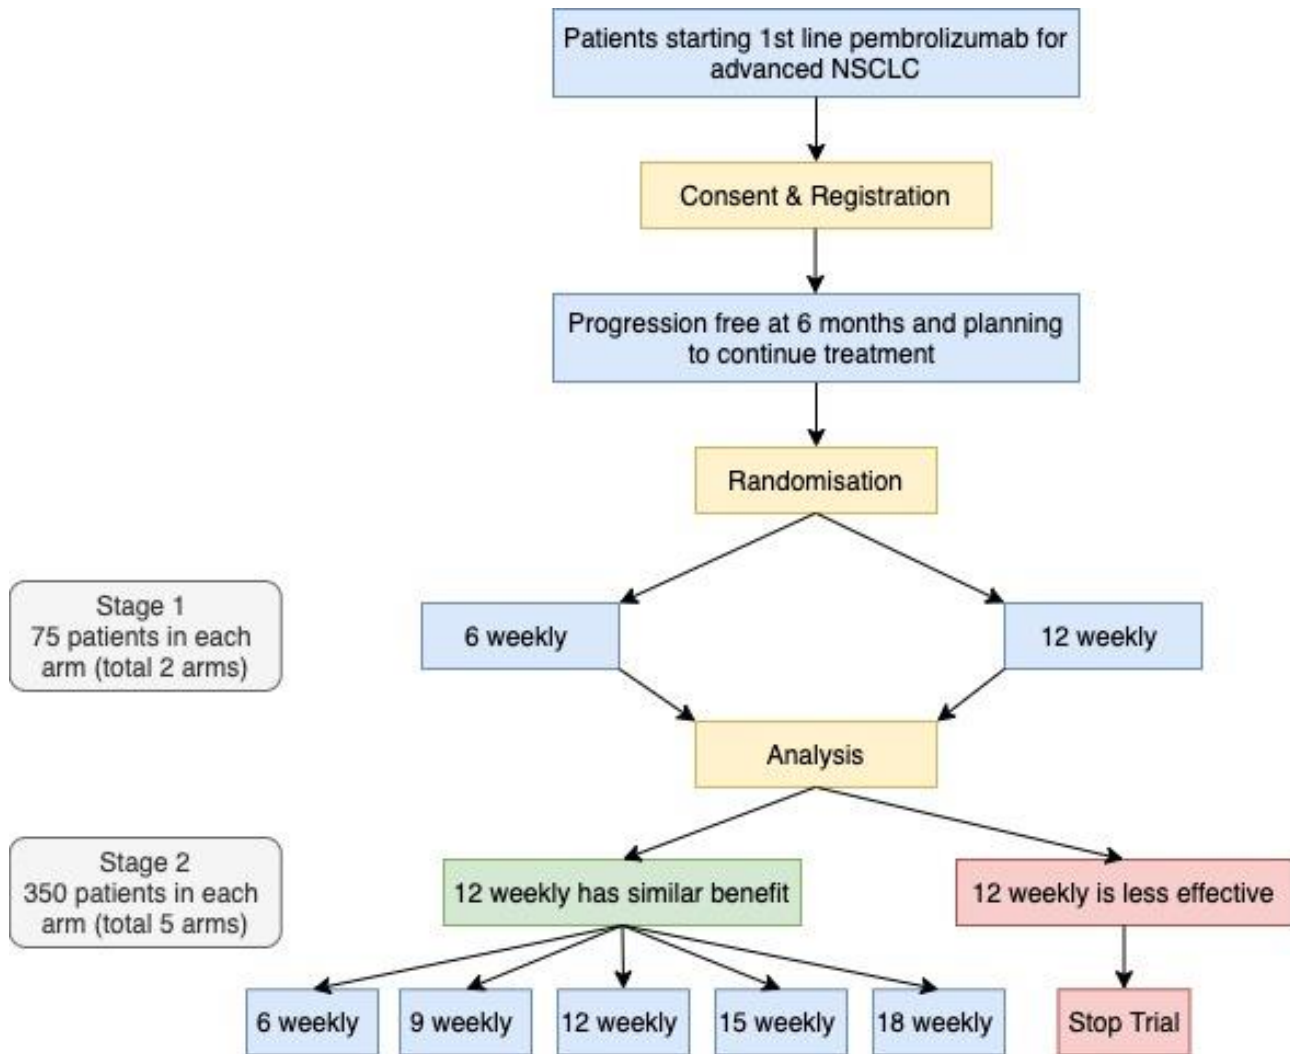 Patients starting 1st line pembrolizumab for
advanced NSCLC
Consent & Registration
Progression free at 6 months and planning
to continue treatment
Randomisation
Stage 1
75 patients in each
arm (total 2 arms)
6 weekly
12 weekly
Analysis
Stage 2
350 patients in each
arm (total 5 arms)
12 weekly has similar benefit
12 weekly is less effective
6 weekly
9 weekly
12 weekly
15 weekly
18 weekly
Stop Trial